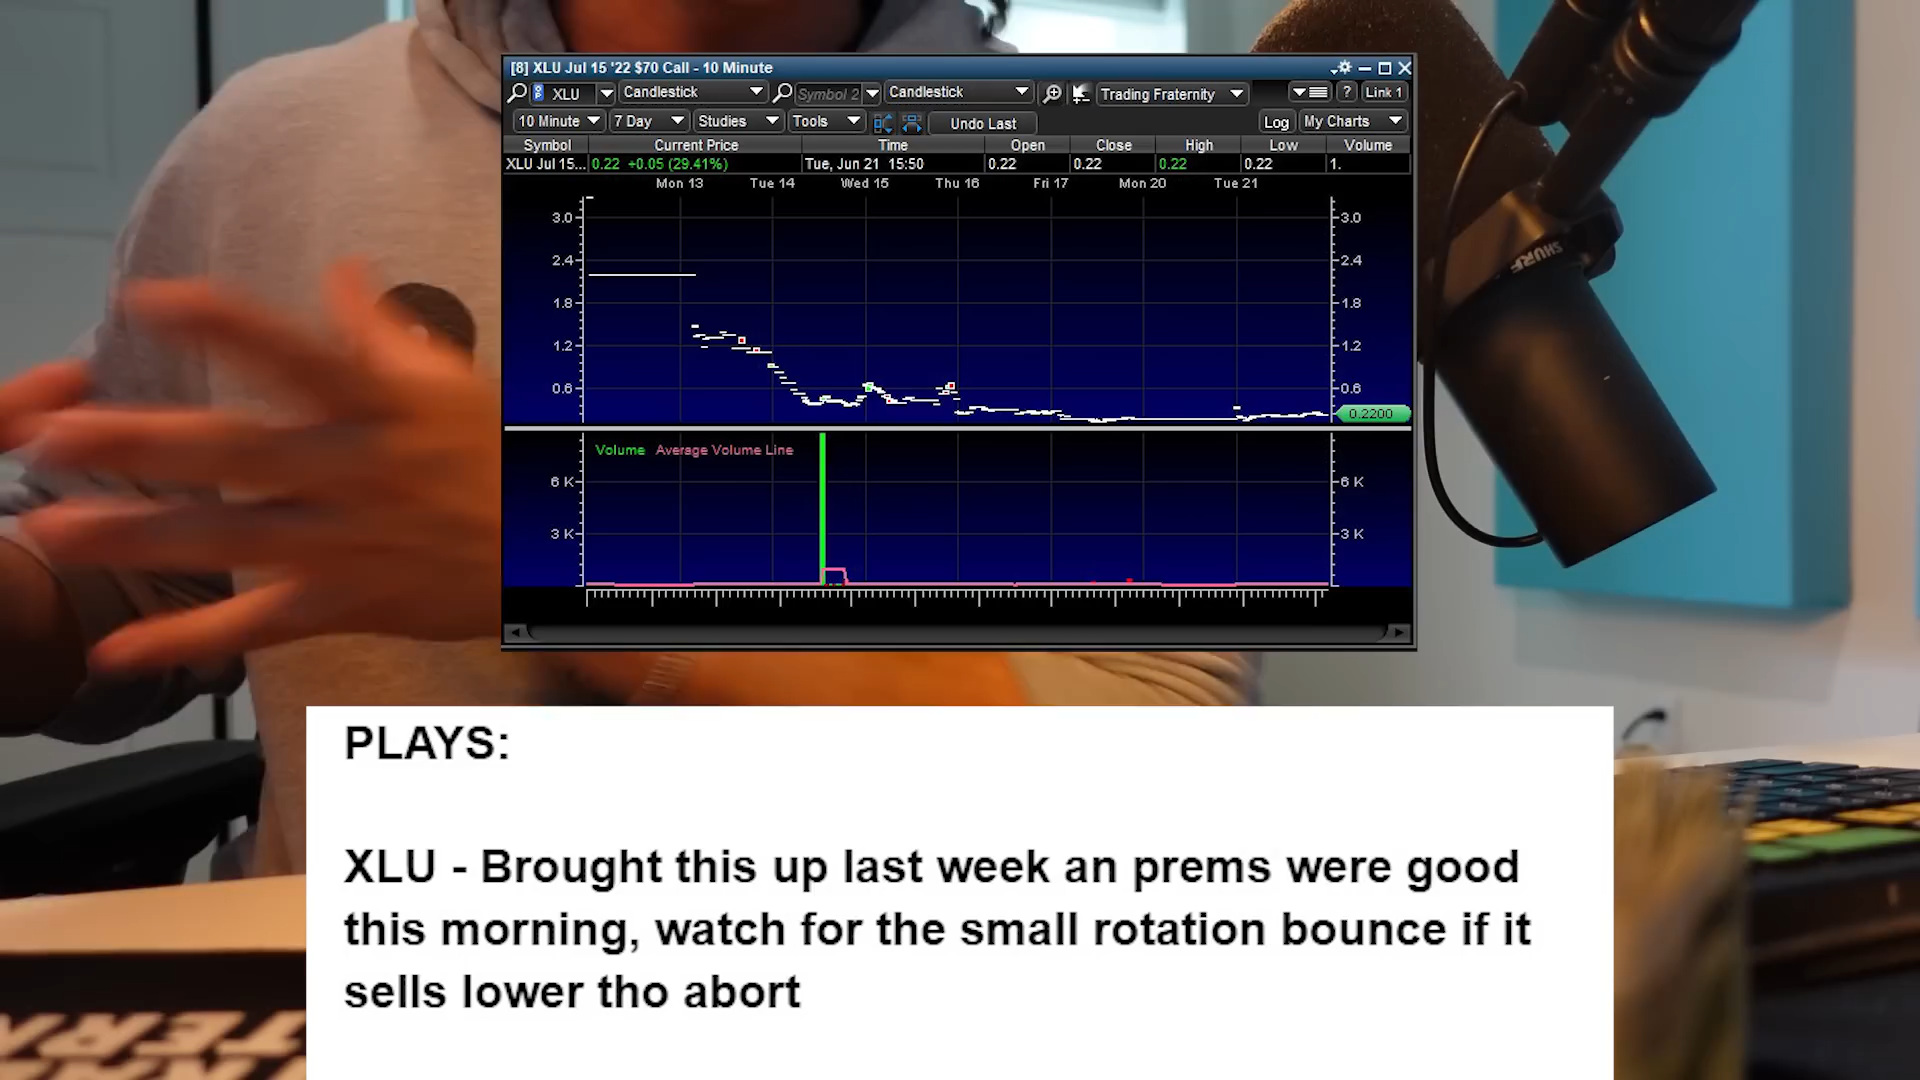 [8] XLU Jul 15 '22 $70 Call - 10 Minute
XLU Candlestick Symbol 2 Candlestick Trading Fraternity ? Link 1
10 Minute 7 Day Studies Tools Undo Last Log My Charts
Symbol Current Price Time Open Close High Low Volume
XLU Jul 15... 0.22 +0.05 (29.41%) Tue, Jun 21 15:50 0.22 0.22 0.22 0.22 1.
Mon 13 Tue 14 Wed 15 Thu 16 Fri 17 Mon 20 Tue 21
3.0 3.0
2.4 2.4
1.8 1.8
1.2 1.2
0.6 0.6
0.2200
Volume Average Volume Line
6 K 6 K
3 K 3 K
SHURE
PLAYS:
XLU - Brought this up last week an prems were good
this morning, watch for the small rotation bounce if it
sells lower tho abort